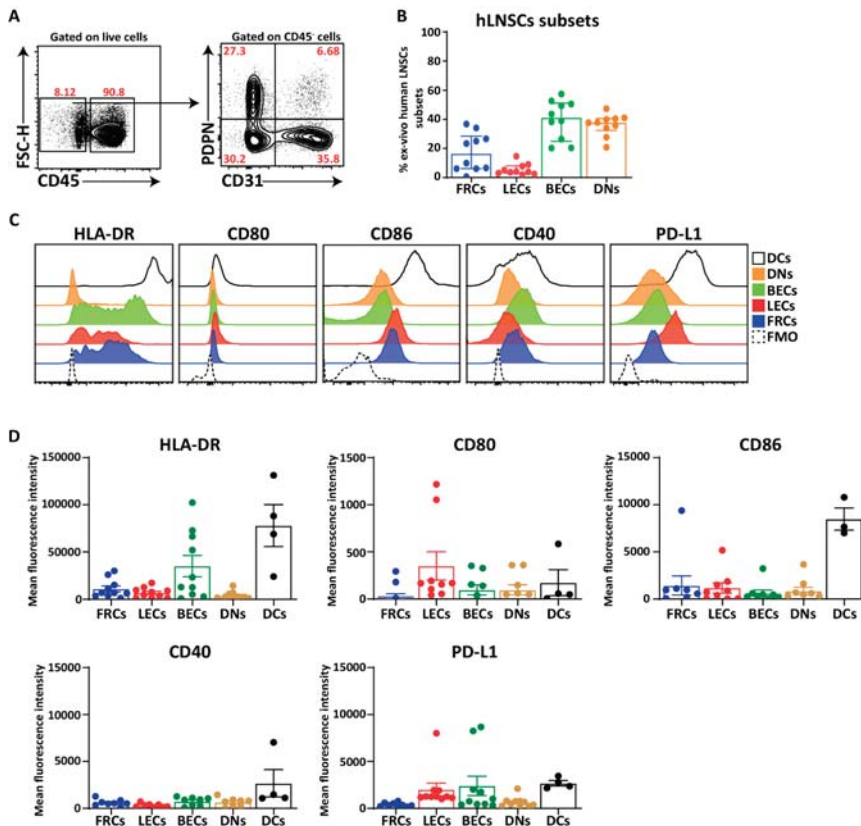 A
Gated on live cells
Gated on CD45- cells
8.12
90.8
FSC-H
CD45
27.3
6.68
30.2
35.8
PDPN
CD31
B
hLNSCs subsets
% ex-vivo human LNSCs
subsets
100
80
60
40
20
0
FRCs
LECs
BECs
DNs
C
HLA-DR
CD80
CD86
CD40
PD-L1
DCs
DNs
BECs
LECs
FRCs
FMO
D
HLA-DR
Mean fluorescence intensity
150000
100000
50000
0
FRCs LECs BECs DNs DCs
CD80
Mean fluorescence intensity
1500
1000
500
0
FRCs LECs BECs DNs DCs
CD86
Mean fluorescence intensity
15000
10000
5000
0
FRCs LECs BECs DNs DCs
CD40
Mean fluorescence intensity
15000
10000
5000
0
FRCs LECs BECs DNs DCs
PD-L1
Mean fluorescence intensity
15000
10000
5000
0
FRCs LECs BECs DNs DCs